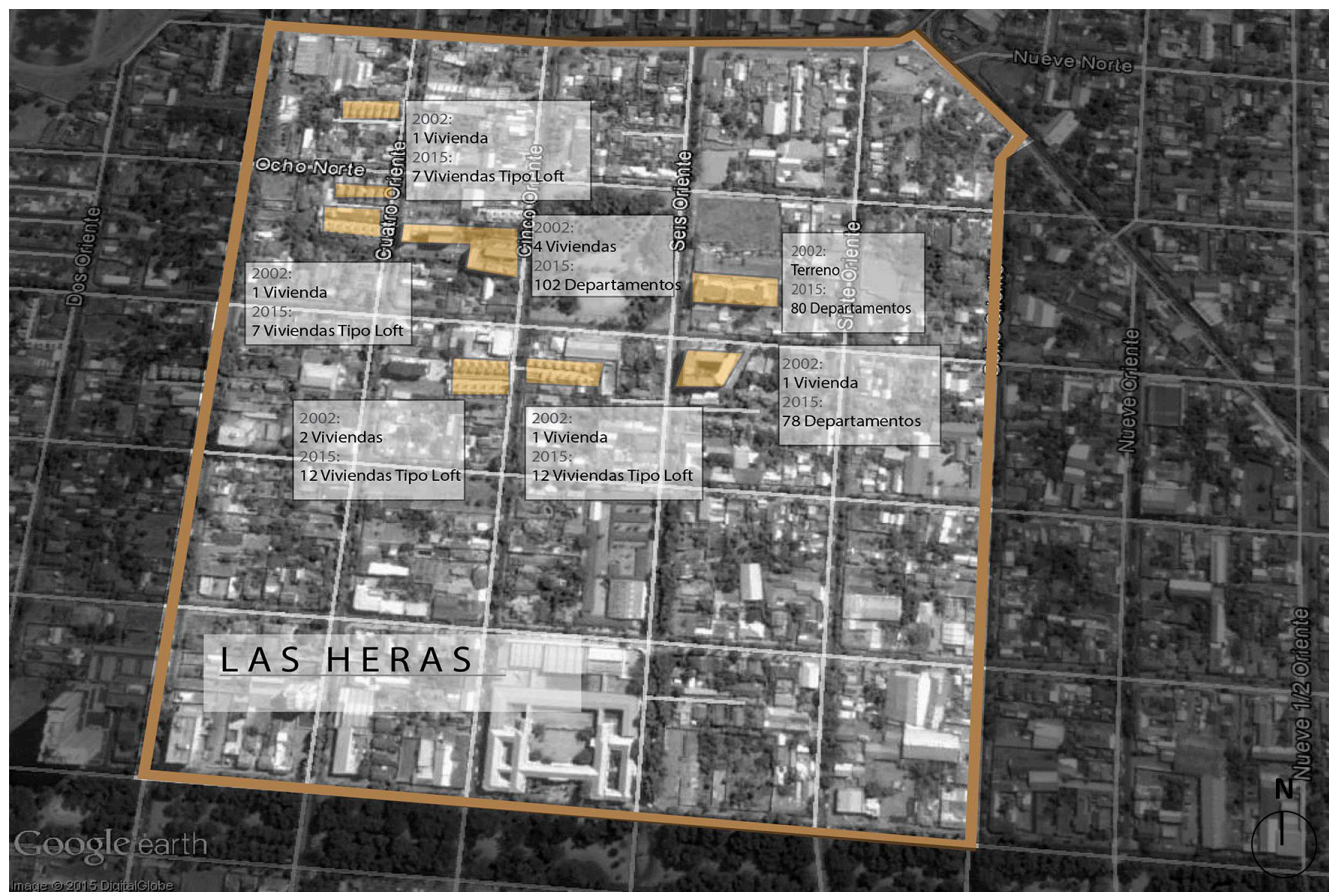 Nueve Norte
2002:
1 Vivienda
2015:
7 Viviendas Tipo Loft
Ocho Norte
Cuatro Oriente
Cinco Oriente
Seis Oriente
Dos Oriente
2002:
4 Viviendas
2015:
102 Departamentos
2002:
Terreno
2015:
80 Departamentos
Siete Oriente
2002:
1 Vivienda
2015:
7 Viviendas Tipo Loft
2002:
1 Vivienda
2015:
78 Departamentos
Nueve Oriente
2002:
2 Viviendas
2015:
12 Viviendas Tipo Loft
2002:
1 Vivienda
2015:
12 Viviendas Tipo Loft
LAS HERAS
Nueve 1/2 Oriente
N
Google earth
Image © 2015 DigitalGlobe